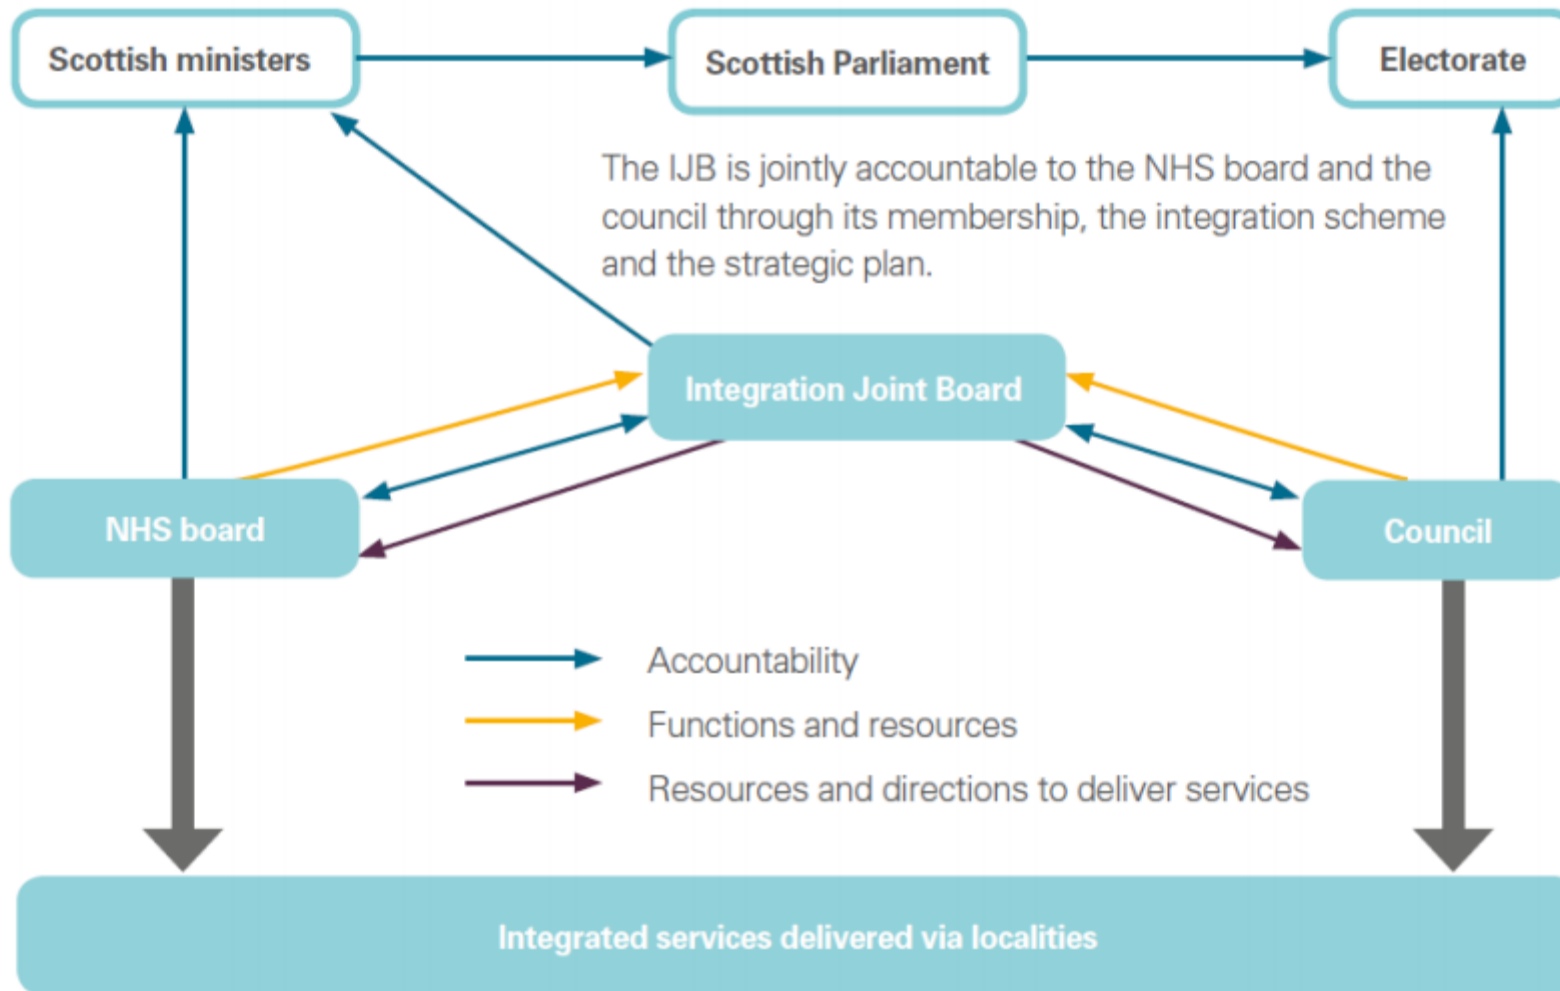 Scottish ministers
Scottish Parliament
Electorate
The IJB is jointly accountable to the NHS board and the
council through its membership, the integration scheme
and the strategic plan.
Integration Joint Board
NHS board
Council
Accountability
Functions and resources
Resources and directions to deliver services
Integrated services delivered via localities